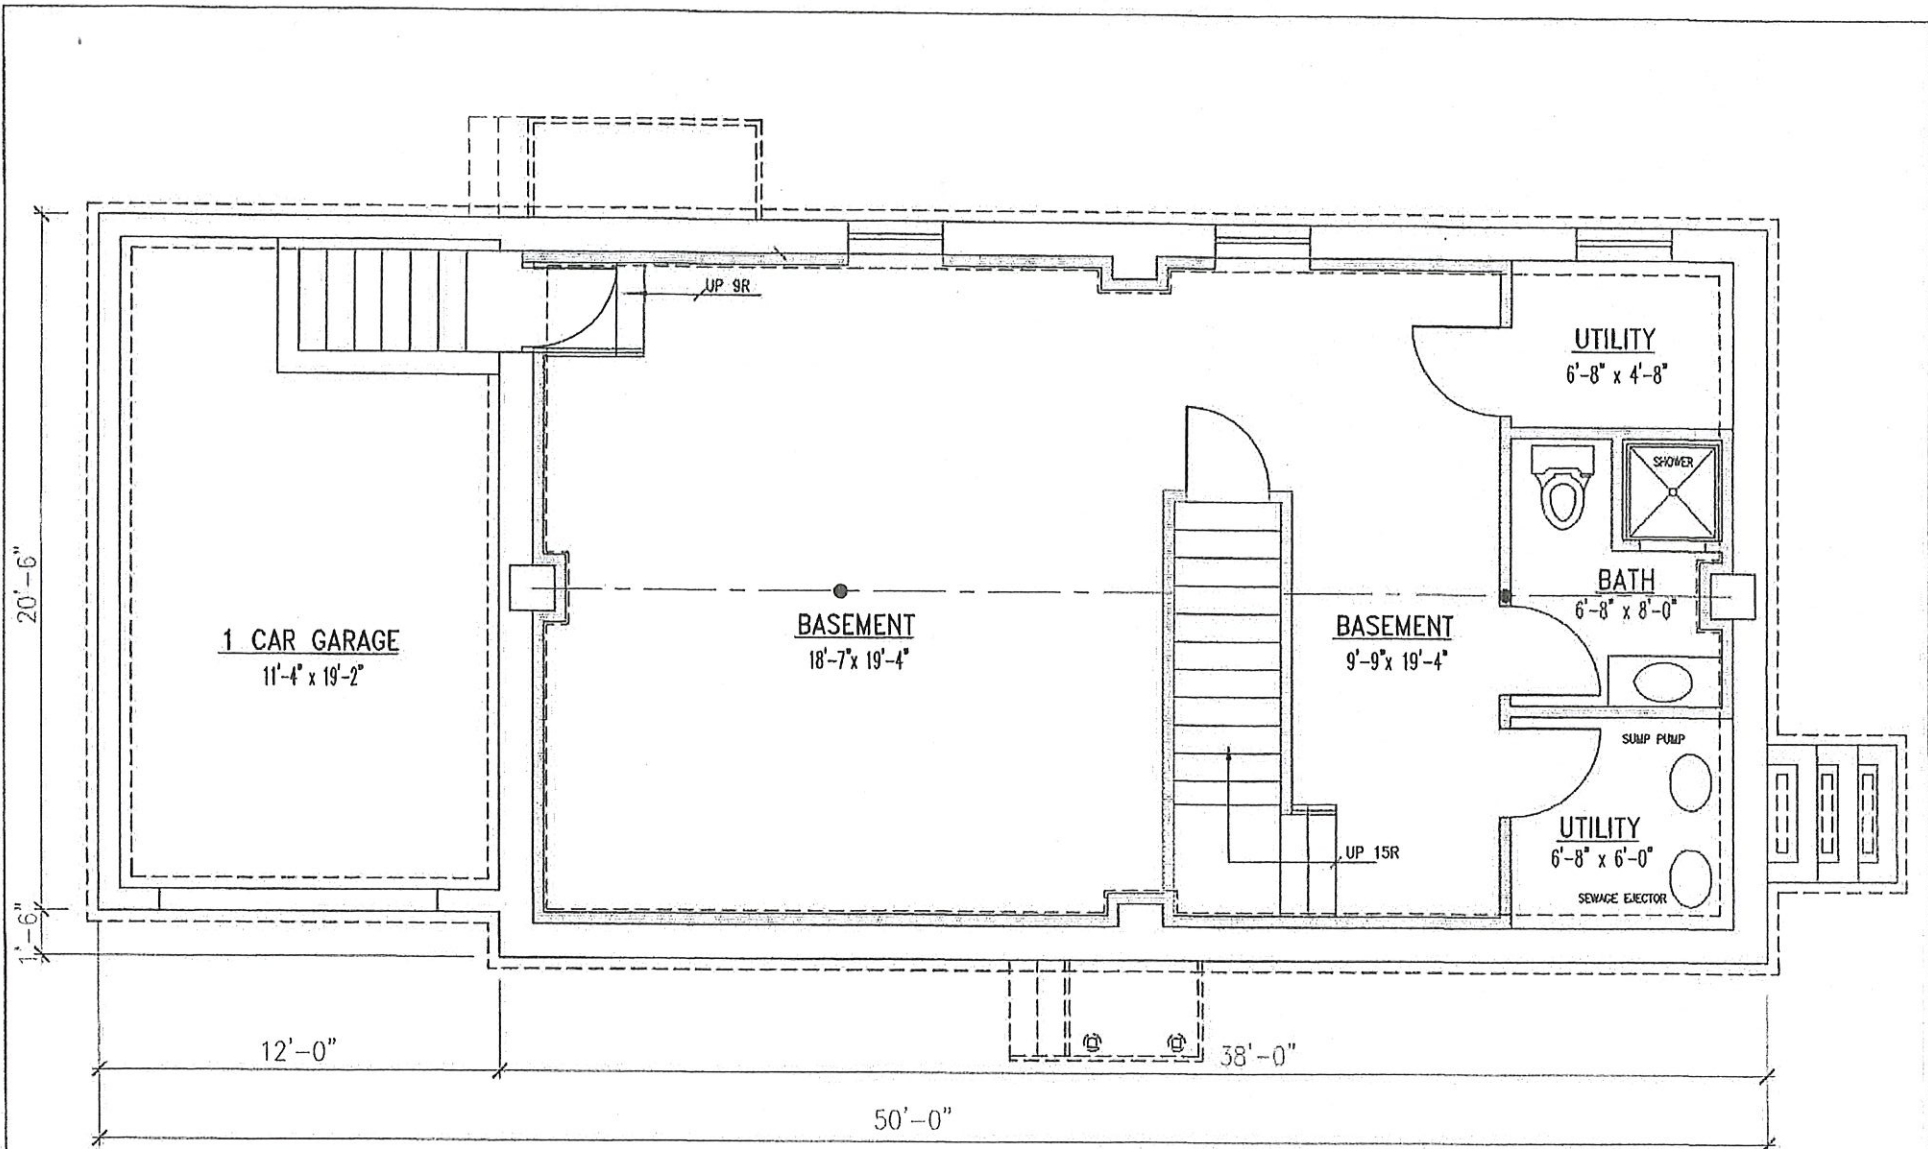 UP 9R
UTILITY
6'-8" x 4'-8"
SHOWER
BATH
6'-8" x 8'-0"
1 CAR GARAGE
11'-4" x 19'-2"
BASEMENT
18'-7" x 19'-4"
BASEMENT
9'-9" x 19'-4"
SUMP PUMP
UTILITY
6'-8" x 6'-0"
SEWAGE EJECTOR
UP 15R
20'-6"
1'-6"
12'-0"
38'-0"
50'-0"